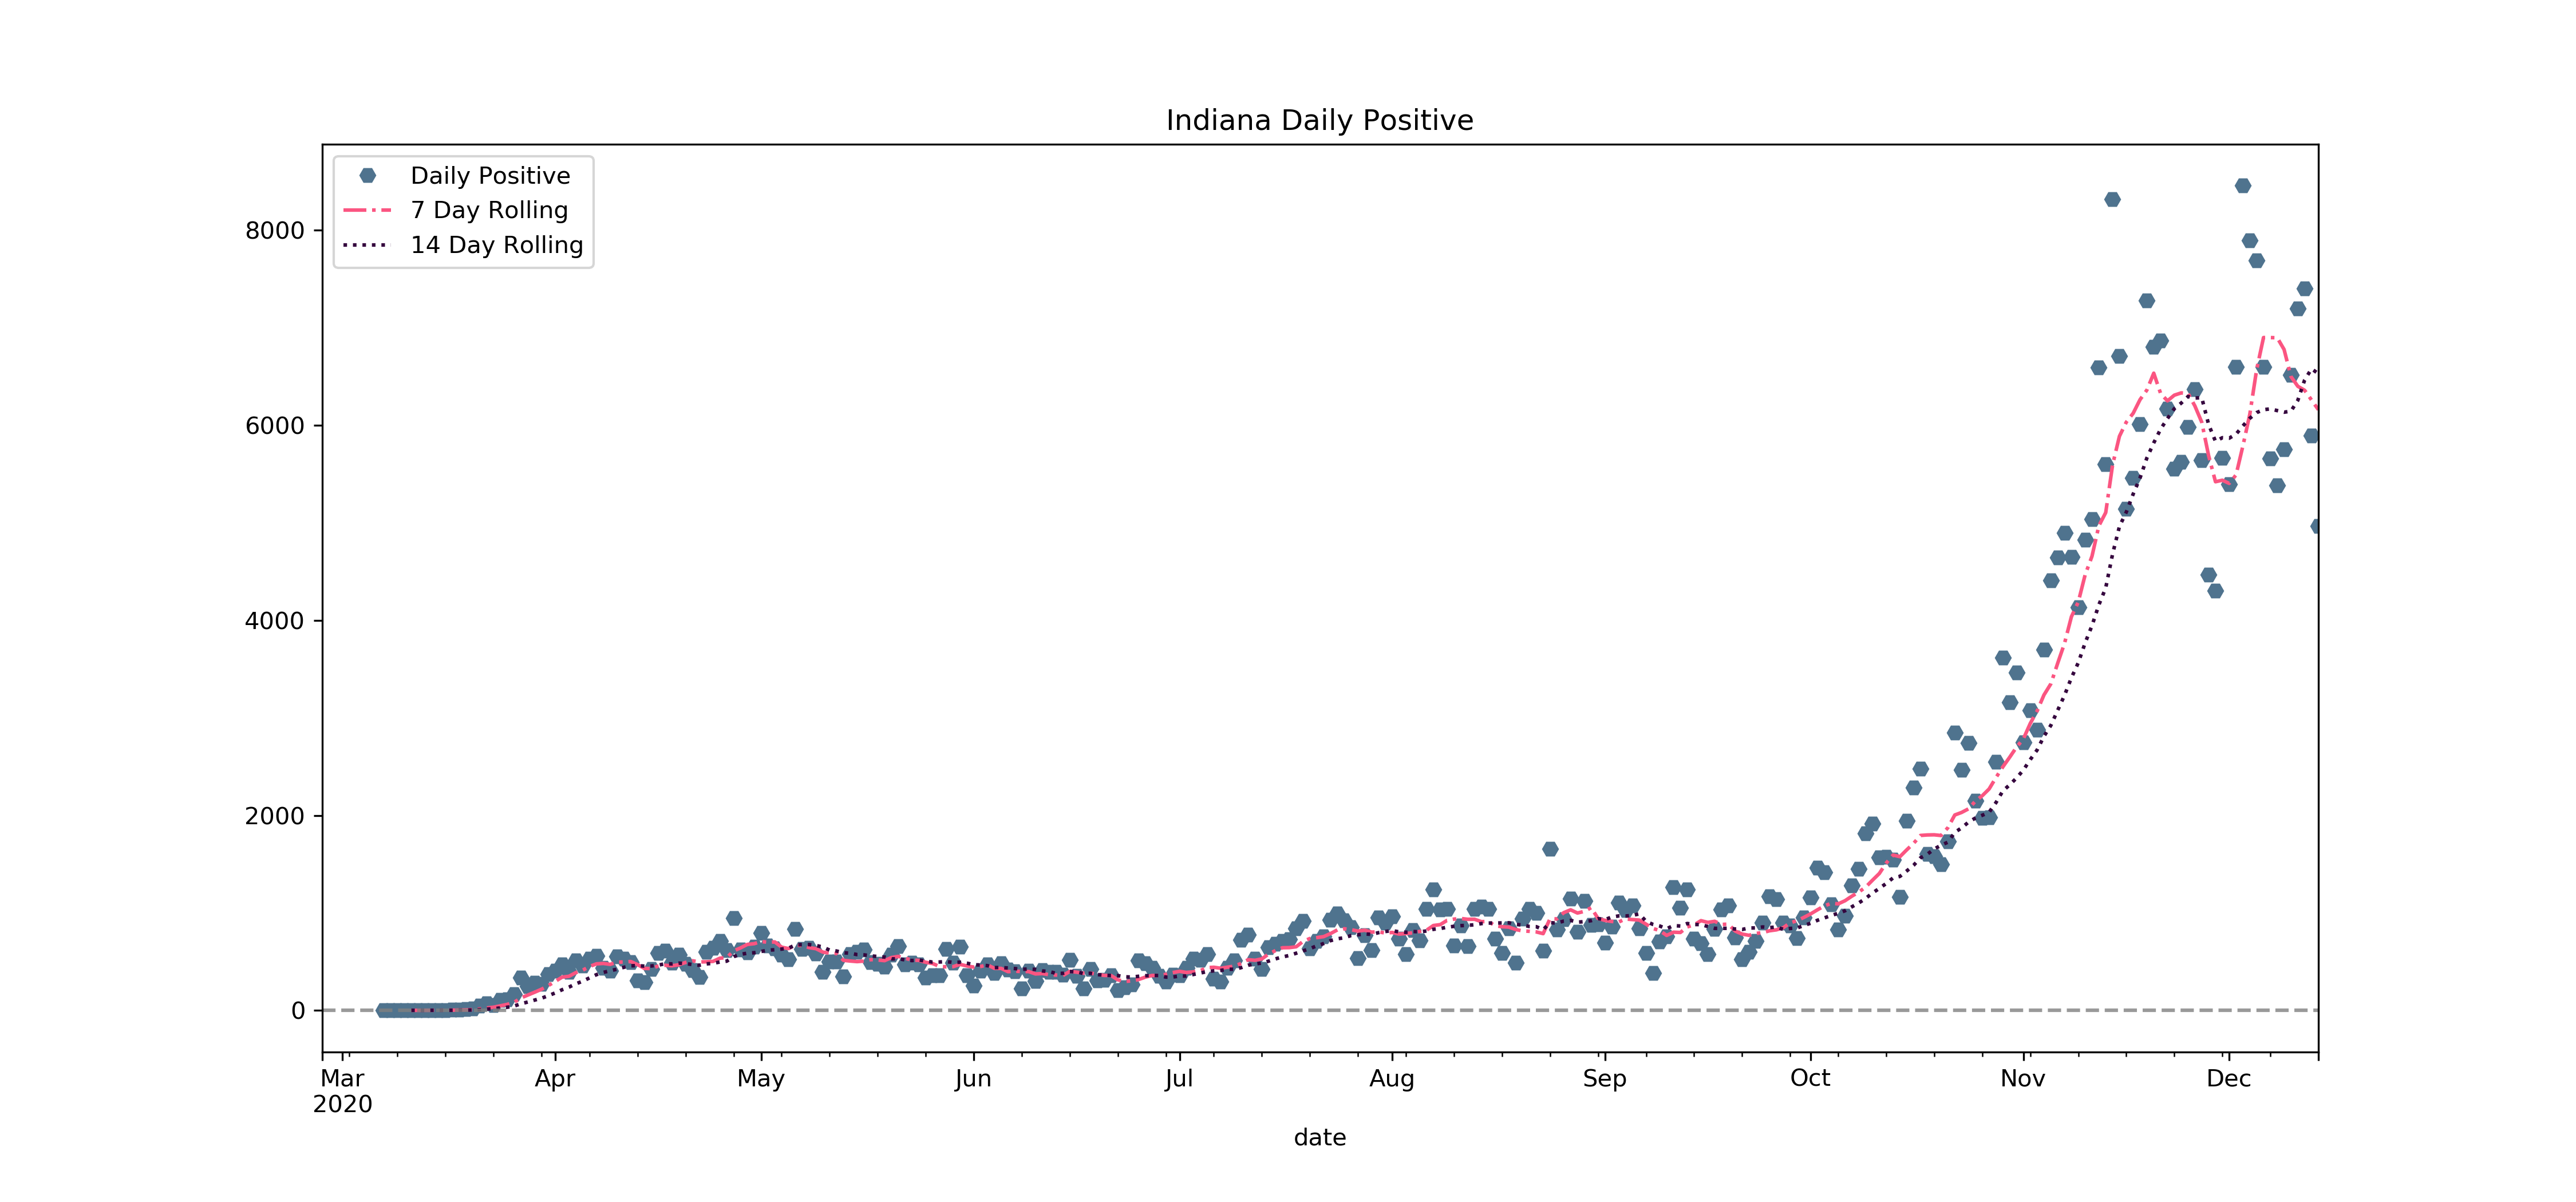 Indiana Daily Positive
Daily Positive
7 Day Rolling
14 Day Rolling
8000
6000
4000
2000
0
Mar Apr May Jun Jul Aug Sep Oct Nov Dec
2020
date